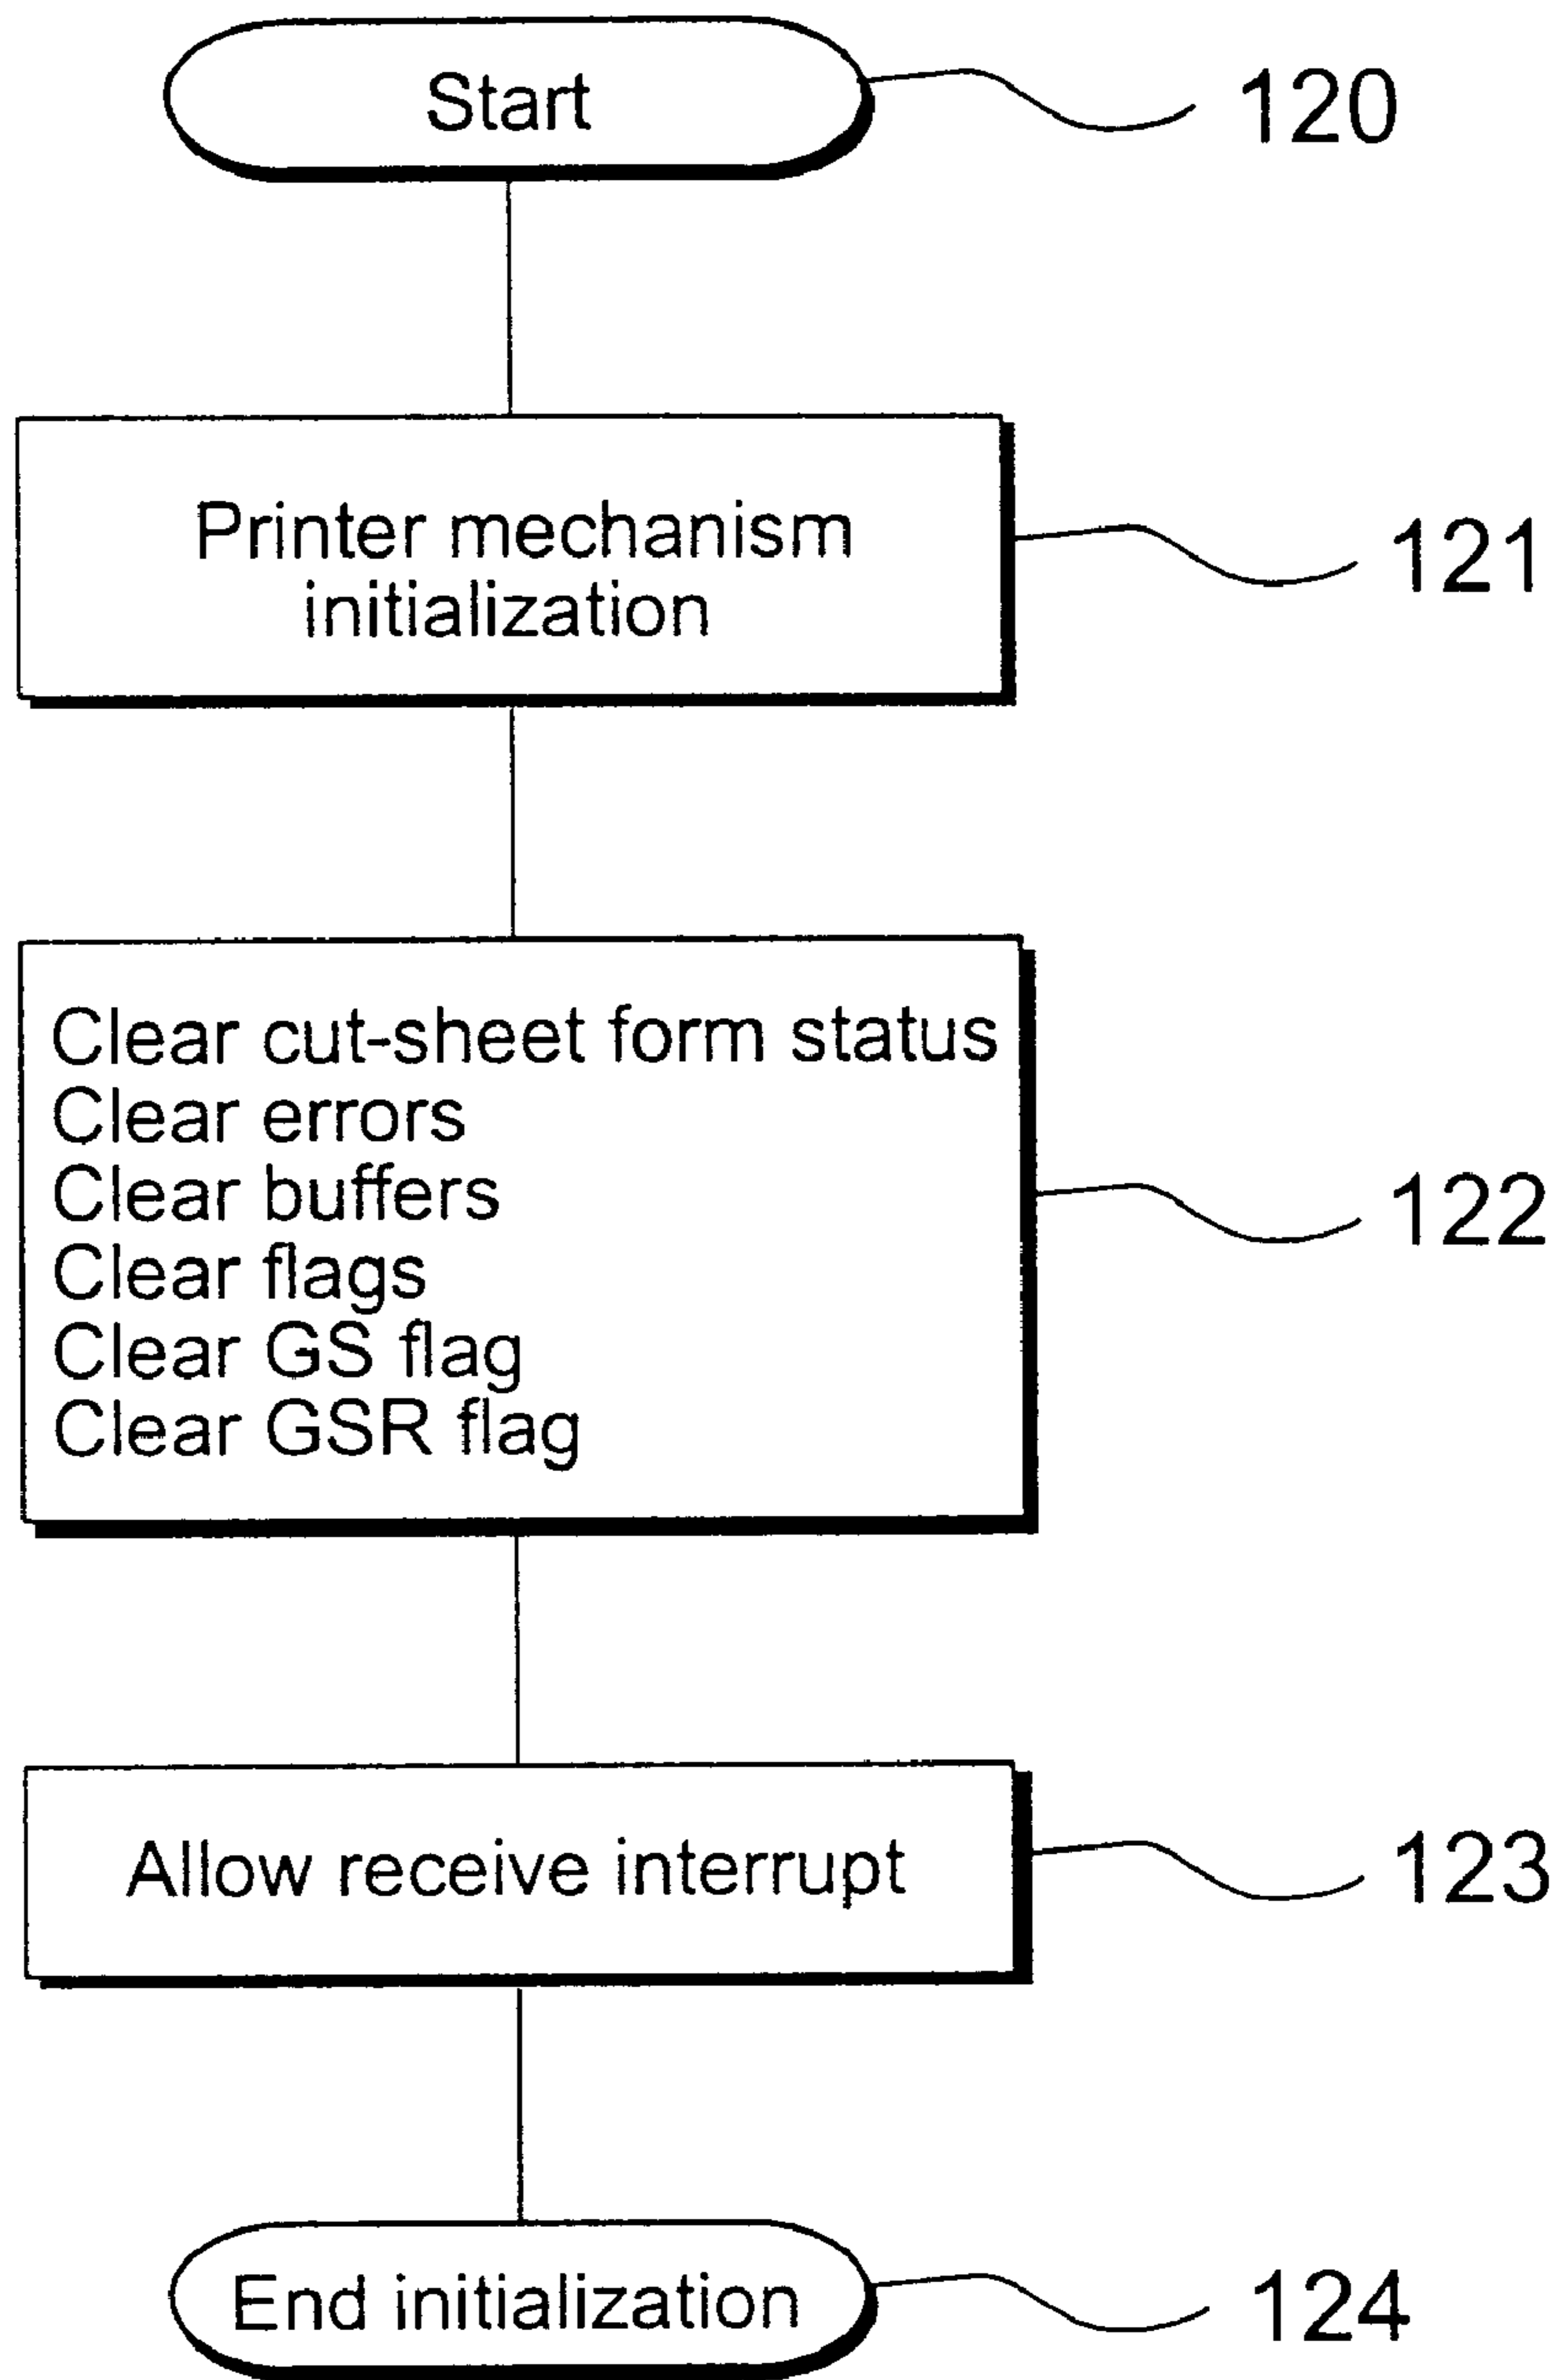 Start
120
Printer mechanism
initialization
121
Clear cut-sheet form status
Clear errors
Clear buffers
Clear flags
Clear GS flag
Clear GSR flag
122
Allow receive interrupt
123
End initialization
124